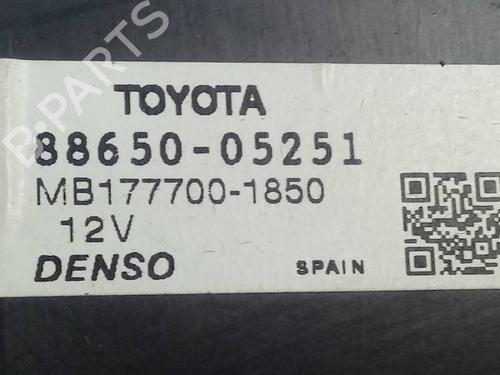 TOYOTA
88650-05251
MB177700-1850
12V
DENSO SPAIN
B-PARTS